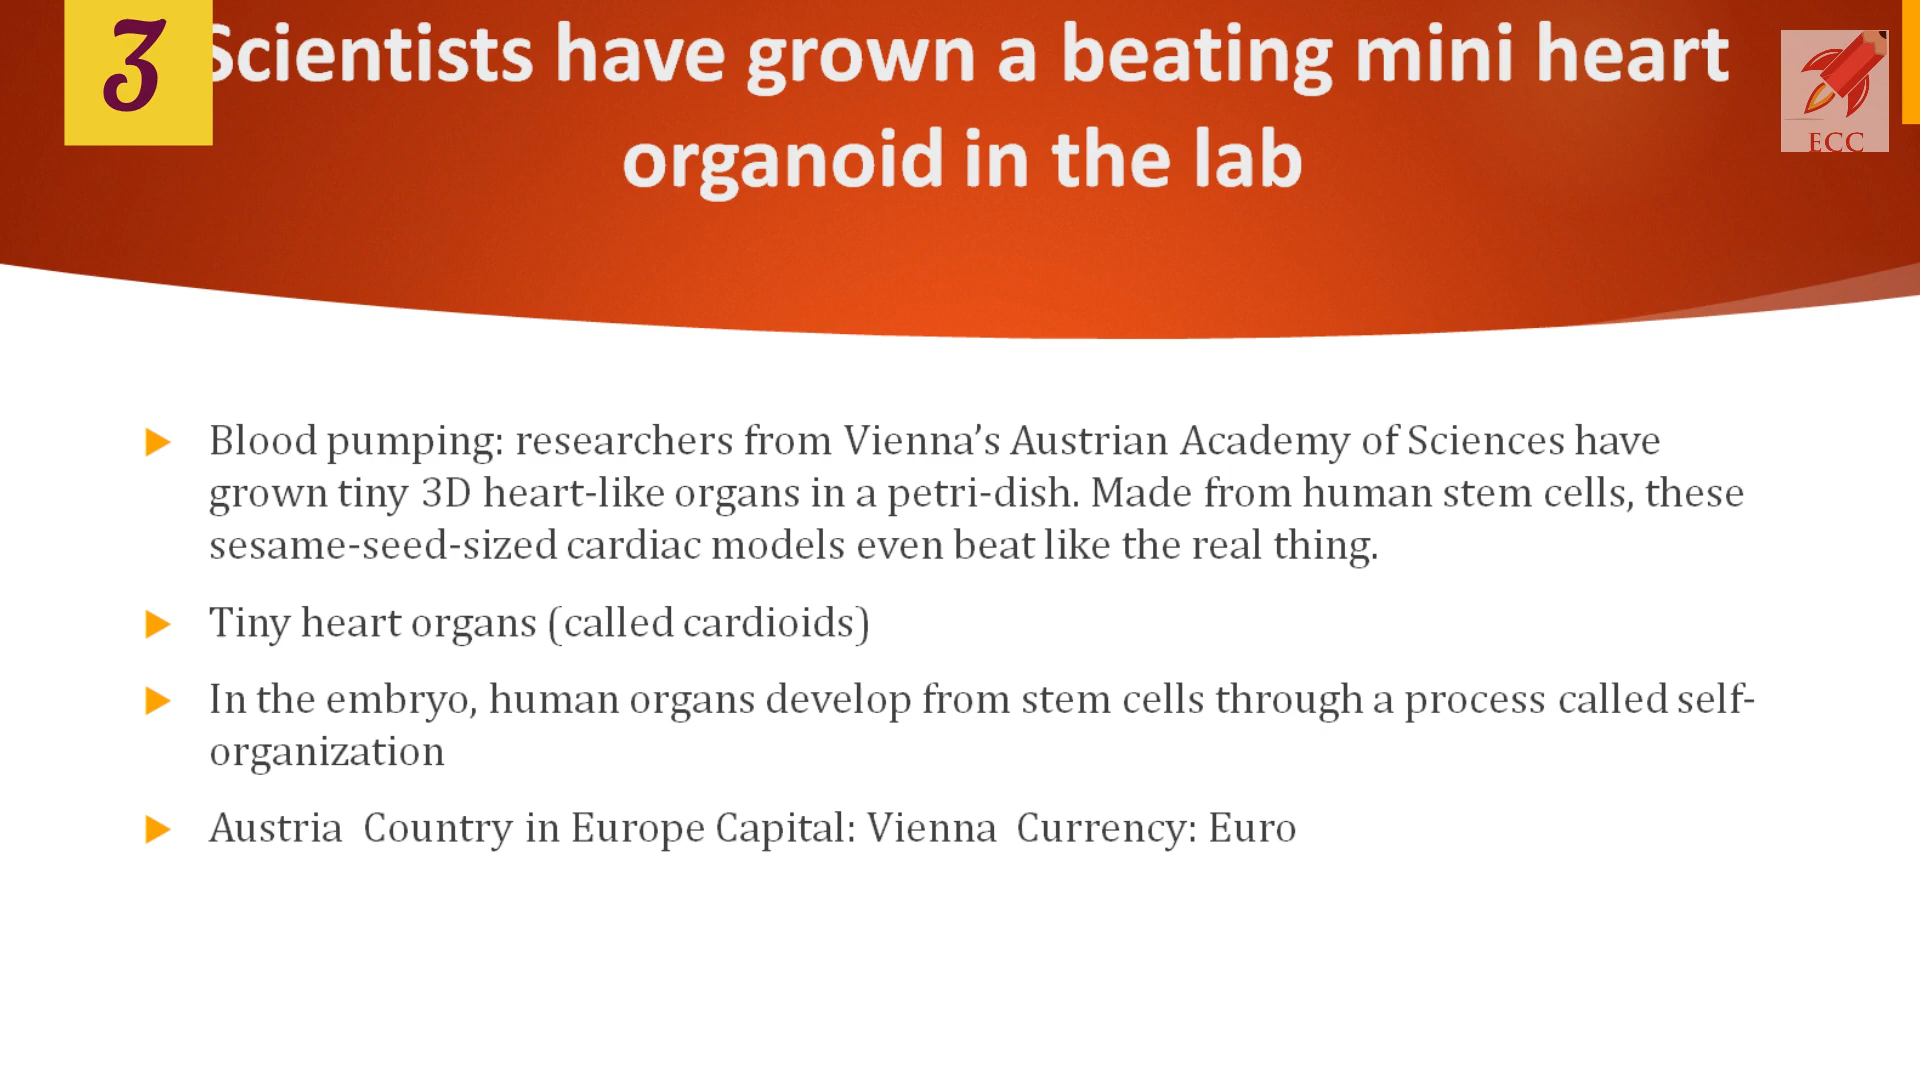 3
Scientists have grown a beating mini heart
organoid in the lab
ECC
Blood pumping: researchers from Vienna’s Austrian Academy of Sciences have
grown tiny 3D heart-like organs in a petri-dish. Made from human stem cells, these
sesame-seed-sized cardiac models even beat like the real thing.
Tiny heart organs (called cardioids)
In the embryo, human organs develop from stem cells through a process called self-
organization
Austria  Country in Europe Capital: Vienna  Currency: Euro